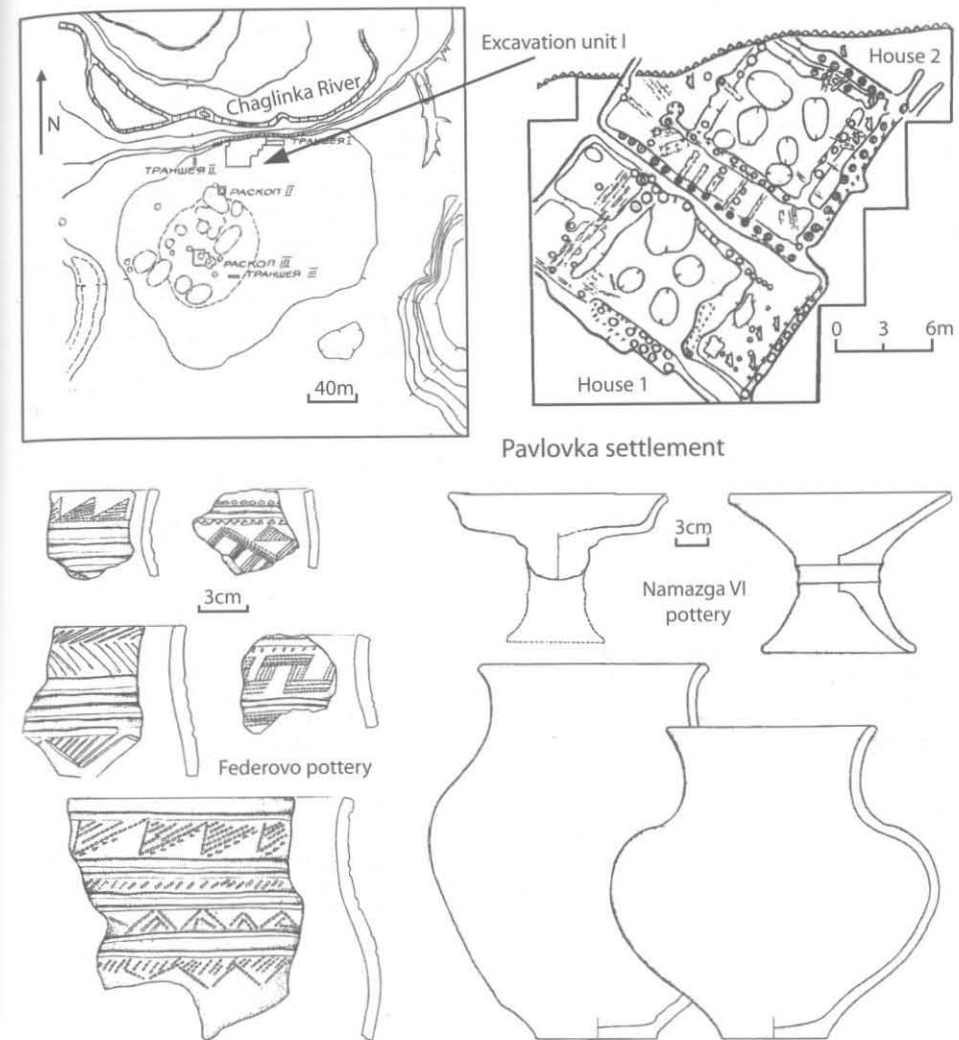 Excavation unit I
House 2
Chaglinka River
N
ТРАНШЕЯ I
ТРАНШЕЯ II
РАСКОП II
РАСКОП III
ТРАНШЕЯ III
40m
0 3 6m
House 1
Pavlovka settlement
3cm
3cm
Namazga VI
pottery
Federovo pottery